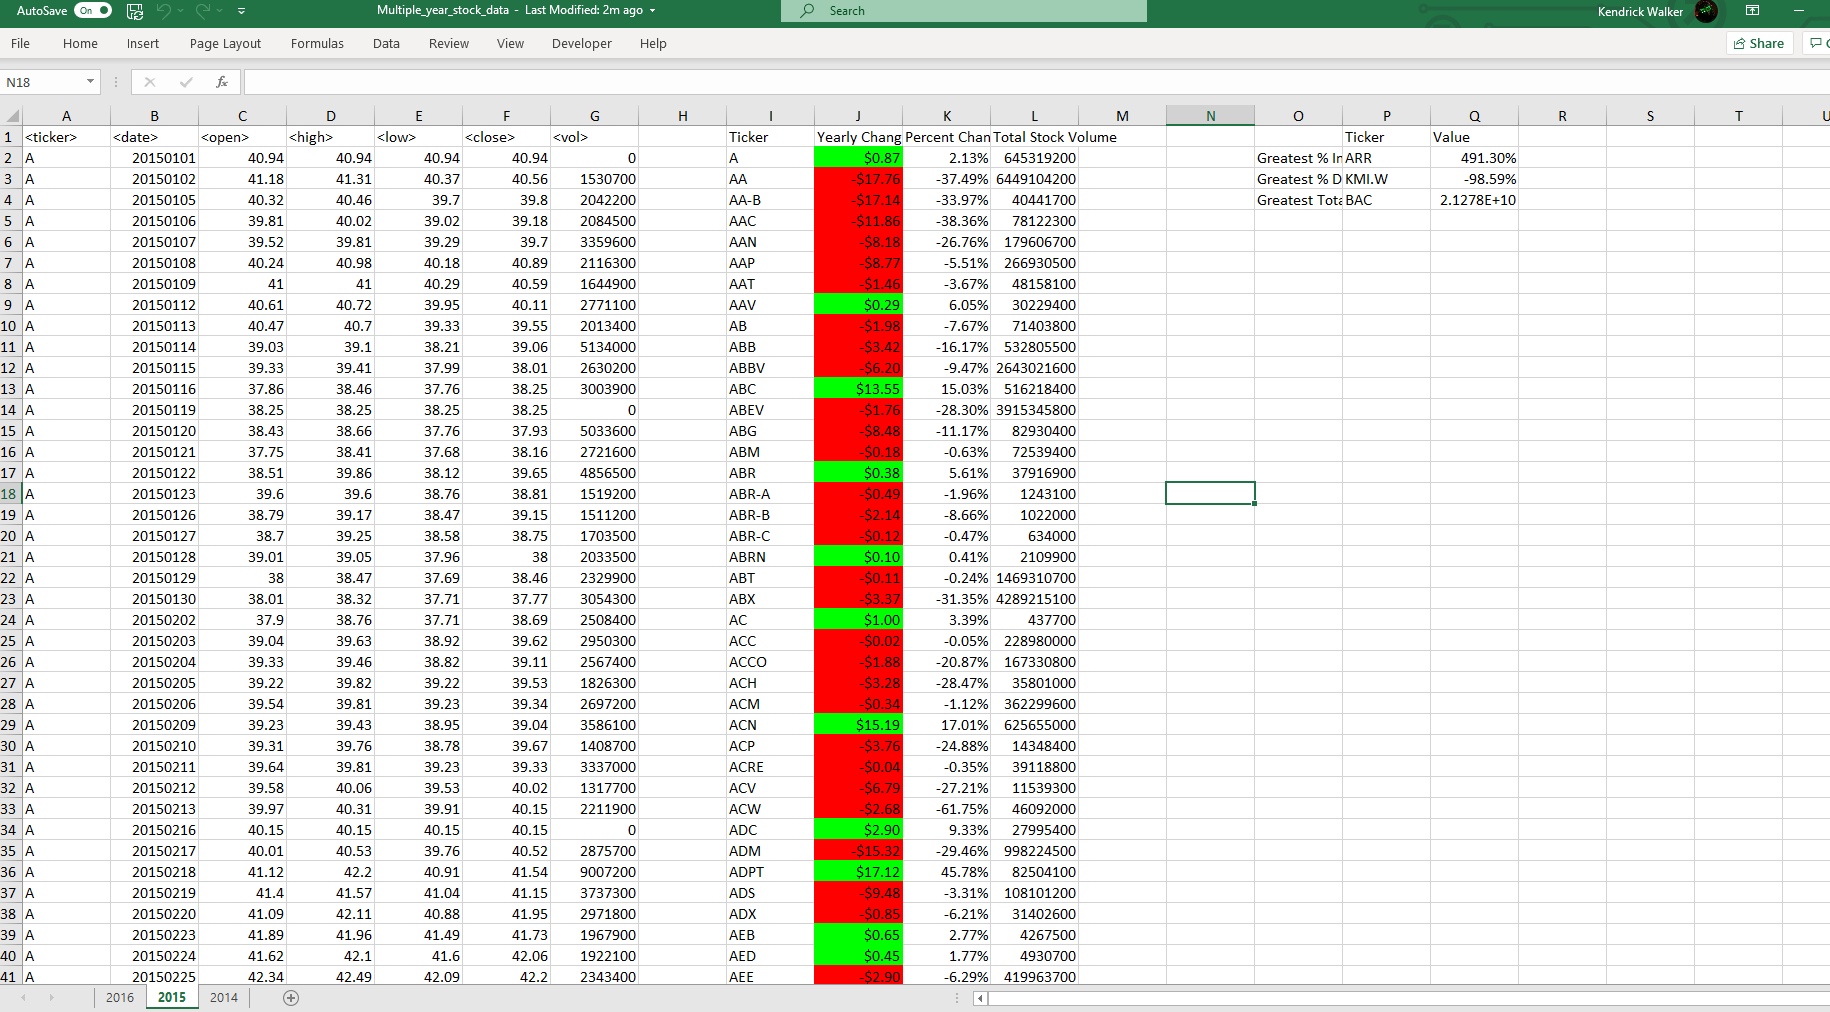 AutoSave On Multiple_year_stock_data - Last Modified: 2m ago Search Kendrick Walker
File Home Insert Page Layout Formulas Data Review View Developer Help Share
N18 fx
A B C D E F G H I J K L M N O P Q R S T U
1 <ticker> <date> <open> <high> <low> <close> <vol> Ticker Yearly Chang Percent Chan Total Stock Volume Ticker Value
2 A 20150101 40.94 40.94 40.94 40.94 0 A $0.87 2.13% 645319200 Greatest % In ARR 491.30%
3 A 20150102 41.18 41.31 40.37 40.56 1530700 AA -$17.76 -37.49% 6449104200 Greatest % D KMI.W -98.59%
4 A 20150105 40.32 40.46 39.7 39.8 2042200 AA-B -$17.14 -33.97% 40441700 Greatest Tota BAC 2.1278E+10
5 A 20150106 39.81 40.02 39.02 39.18 2084500 AAC -$11.86 -38.36% 78122300
6 A 20150107 39.52 39.81 39.29 39.7 3359600 AAN -$8.18 -26.76% 179606700
7 A 20150108 40.24 40.98 40.18 40.89 2116300 AAP -$8.77 -5.51% 266930500
8 A 20150109 41 41 40.29 40.59 1644900 AAT -$1.46 -3.67% 48158100
9 A 20150112 40.61 40.72 39.95 40.11 2771100 AAV $0.29 6.05% 30229400
10 A 20150113 40.47 40.7 39.33 39.55 2013400 AB -$1.98 -7.67% 71403800
11 A 20150114 39.03 39.1 38.21 39.06 5134000 ABB -$3.42 -16.17% 532805500
12 A 20150115 39.33 39.41 37.99 38.01 2630200 ABBV -$6.20 -9.47% 2643021600
13 A 20150116 37.86 38.46 37.76 38.25 3003900 ABC $13.55 15.03% 516218400
14 A 20150119 38.25 38.25 38.25 38.25 0 ABEV -$1.76 -28.30% 3915345800
15 A 20150120 38.43 38.66 37.76 37.93 5033600 ABG -$8.48 -11.17% 82930400
16 A 20150121 37.75 38.41 37.68 38.16 2721600 ABM -$0.18 -0.63% 72539400
17 A 20150122 38.51 39.86 38.12 39.65 4856500 ABR $0.38 5.61% 37916900
18 A 20150123 39.6 39.6 38.76 38.81 1519200 ABR-A -$0.49 -1.96% 1243100
19 A 20150126 38.79 39.17 38.47 39.15 1511200 ABR-B -$2.14 -8.66% 1022000
20 A 20150127 38.7 39.25 38.58 38.75 1703500 ABR-C -$0.12 -0.47% 634000
21 A 20150128 39.01 39.05 37.96 38 2033500 ABRN $0.10 0.41% 2109900
22 A 20150129 38 38.47 37.69 38.46 2329900 ABT -$0.11 -0.24% 1469310700
23 A 20150130 38.01 38.32 37.71 37.77 3054300 ABX -$3.37 -31.35% 4289215100
24 A 20150202 37.9 38.76 37.71 38.69 2508400 AC $1.00 3.39% 437700
25 A 20150203 39.04 39.63 38.92 39.62 2950300 ACC -$0.02 -0.05% 228980000
26 A 20150204 39.33 39.46 38.82 39.11 2567400 ACCO -$1.88 -20.87% 167330800
27 A 20150205 39.22 39.82 39.22 39.53 1826300 ACH -$3.28 -28.47% 35801000
28 A 20150206 39.54 39.81 39.23 39.34 2697200 ACM -$0.34 -1.12% 362299600
29 A 20150209 39.23 39.43 38.95 39.04 3586100 ACN $15.19 17.01% 625655000
30 A 20150210 39.31 39.76 38.78 39.67 1408700 ACP -$3.76 -24.88% 14348400
31 A 20150211 39.64 39.81 39.23 39.33 3337000 ACRE -$0.04 -0.35% 39118800
32 A 20150212 39.58 40.06 39.53 40.02 1317700 ACV -$6.79 -27.21% 11539300
33 A 20150213 39.97 40.31 39.91 40.15 2211900 ACW -$2.68 -61.75% 46092000
34 A 20150216 40.15 40.15 40.15 40.15 0 ADC $2.90 9.33% 27995400
35 A 20150217 40.01 40.53 39.76 40.52 2875700 ADM -$15.32 -29.46% 998224500
36 A 20150218 41.12 42.2 40.91 41.54 9007200 ADPT $17.12 45.78% 82504100
37 A 20150219 41.4 41.57 41.04 41.15 3737300 ADS -$9.48 -3.31% 108101200
38 A 20150220 41.09 42.11 40.88 41.95 2971800 ADX -$0.85 -6.21% 31402600
39 A 20150223 41.89 41.96 41.49 41.73 1967900 AEB $0.65 2.77% 4267500
40 A 20150224 41.62 42.1 41.6 42.06 1922100 AED $0.45 1.77% 4930700
41 A 20150225 42.34 42.49 42.09 42.2 2343400 AEE -$2.90 -6.29% 419963700
2016 2015 2014